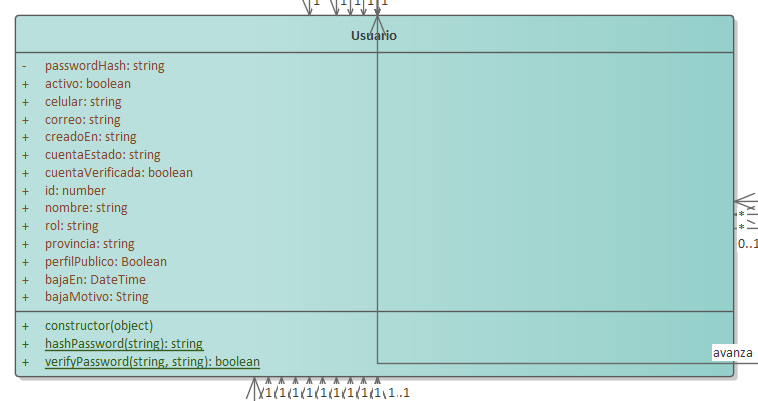 1 1 1 1 1
Usuario
- passwordHash: string
+ activo: boolean
+ celular: string
+ correo: string
+ creadoEn: string
+ cuentaEstado: string
+ cuentaVerificada: boolean
+ id: number
+ nombre: string
+ rol: string
+ provincia: string
+ perfilPublico: Boolean
+ bajaEn: DateTime
+ bajaMotivo: String
*
*
0..1
+ constructor(object)
+ hashPassword(string): string
+ verifyPassword(string, string): boolean
avanza
1 1 1 1 1 1 1 1 1 1..1